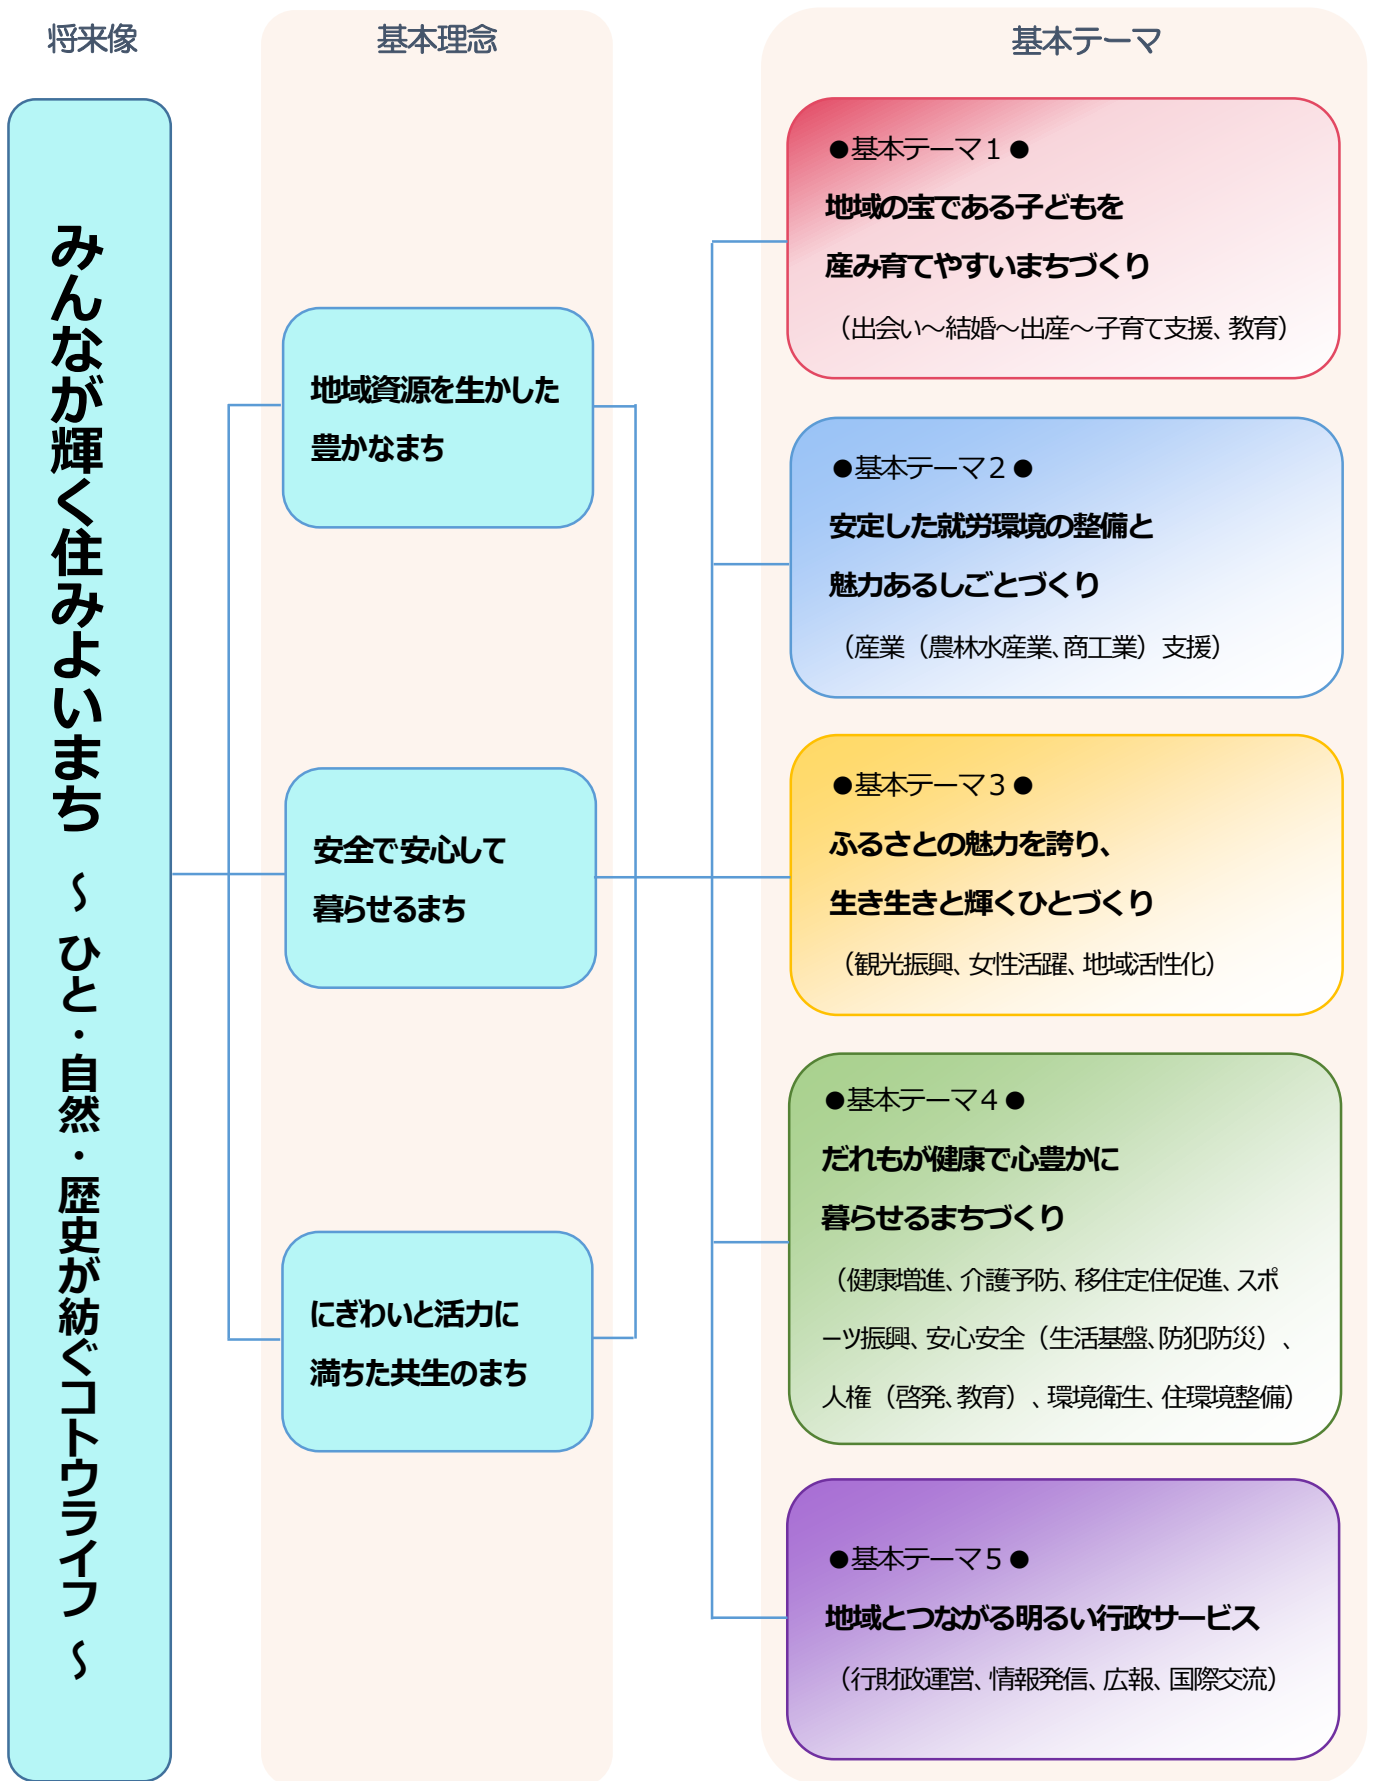 将来像
みんなが輝く住みよいまち ～ ひと・自然・歴史が紡ぐコトウライフ ～
基本理念
地域資源を生かした
豊かなまち
安全で安心して
暮らせるまち
にぎわいと活力に
満ちた共生のまち
基本テーマ
●基本テーマ１●
地域の宝である子どもを
産み育てやすいまちづくり
（出会い～結婚～出産～子育て支援、教育）
●基本テーマ２●
安定した就労環境の整備と
魅力あるしごとづくり
（産業（農林水産業、商工業）支援）
●基本テーマ３●
ふるさとの魅力を誇り、
生き生きと輝くひとづくり
（観光振興、女性活躍、地域活性化）
●基本テーマ４●
だれもが健康で心豊かに
暮らせるまちづくり
（健康増進、介護予防、移住定住促進、スポ
ーツ振興、安心安全（生活基盤、防犯防災）、
人権（啓発、教育）、環境衛生、住環境整備）
●基本テーマ５●
地域とつながる明るい行政サービス
（行財政運営、情報発信、広報、国際交流）